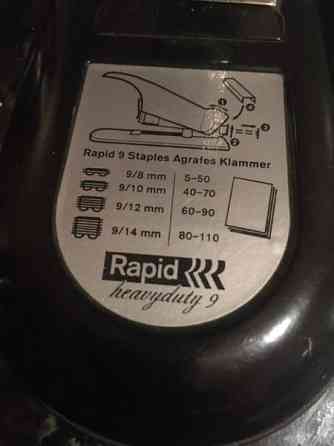 1
2
3
Rapid 9 Staples Agrafes Klammer
9/8 mm 5-50
9/10 mm 40-70
9/12 mm 60-90
9/14 mm 80-110
Rapid
heavyduty 9